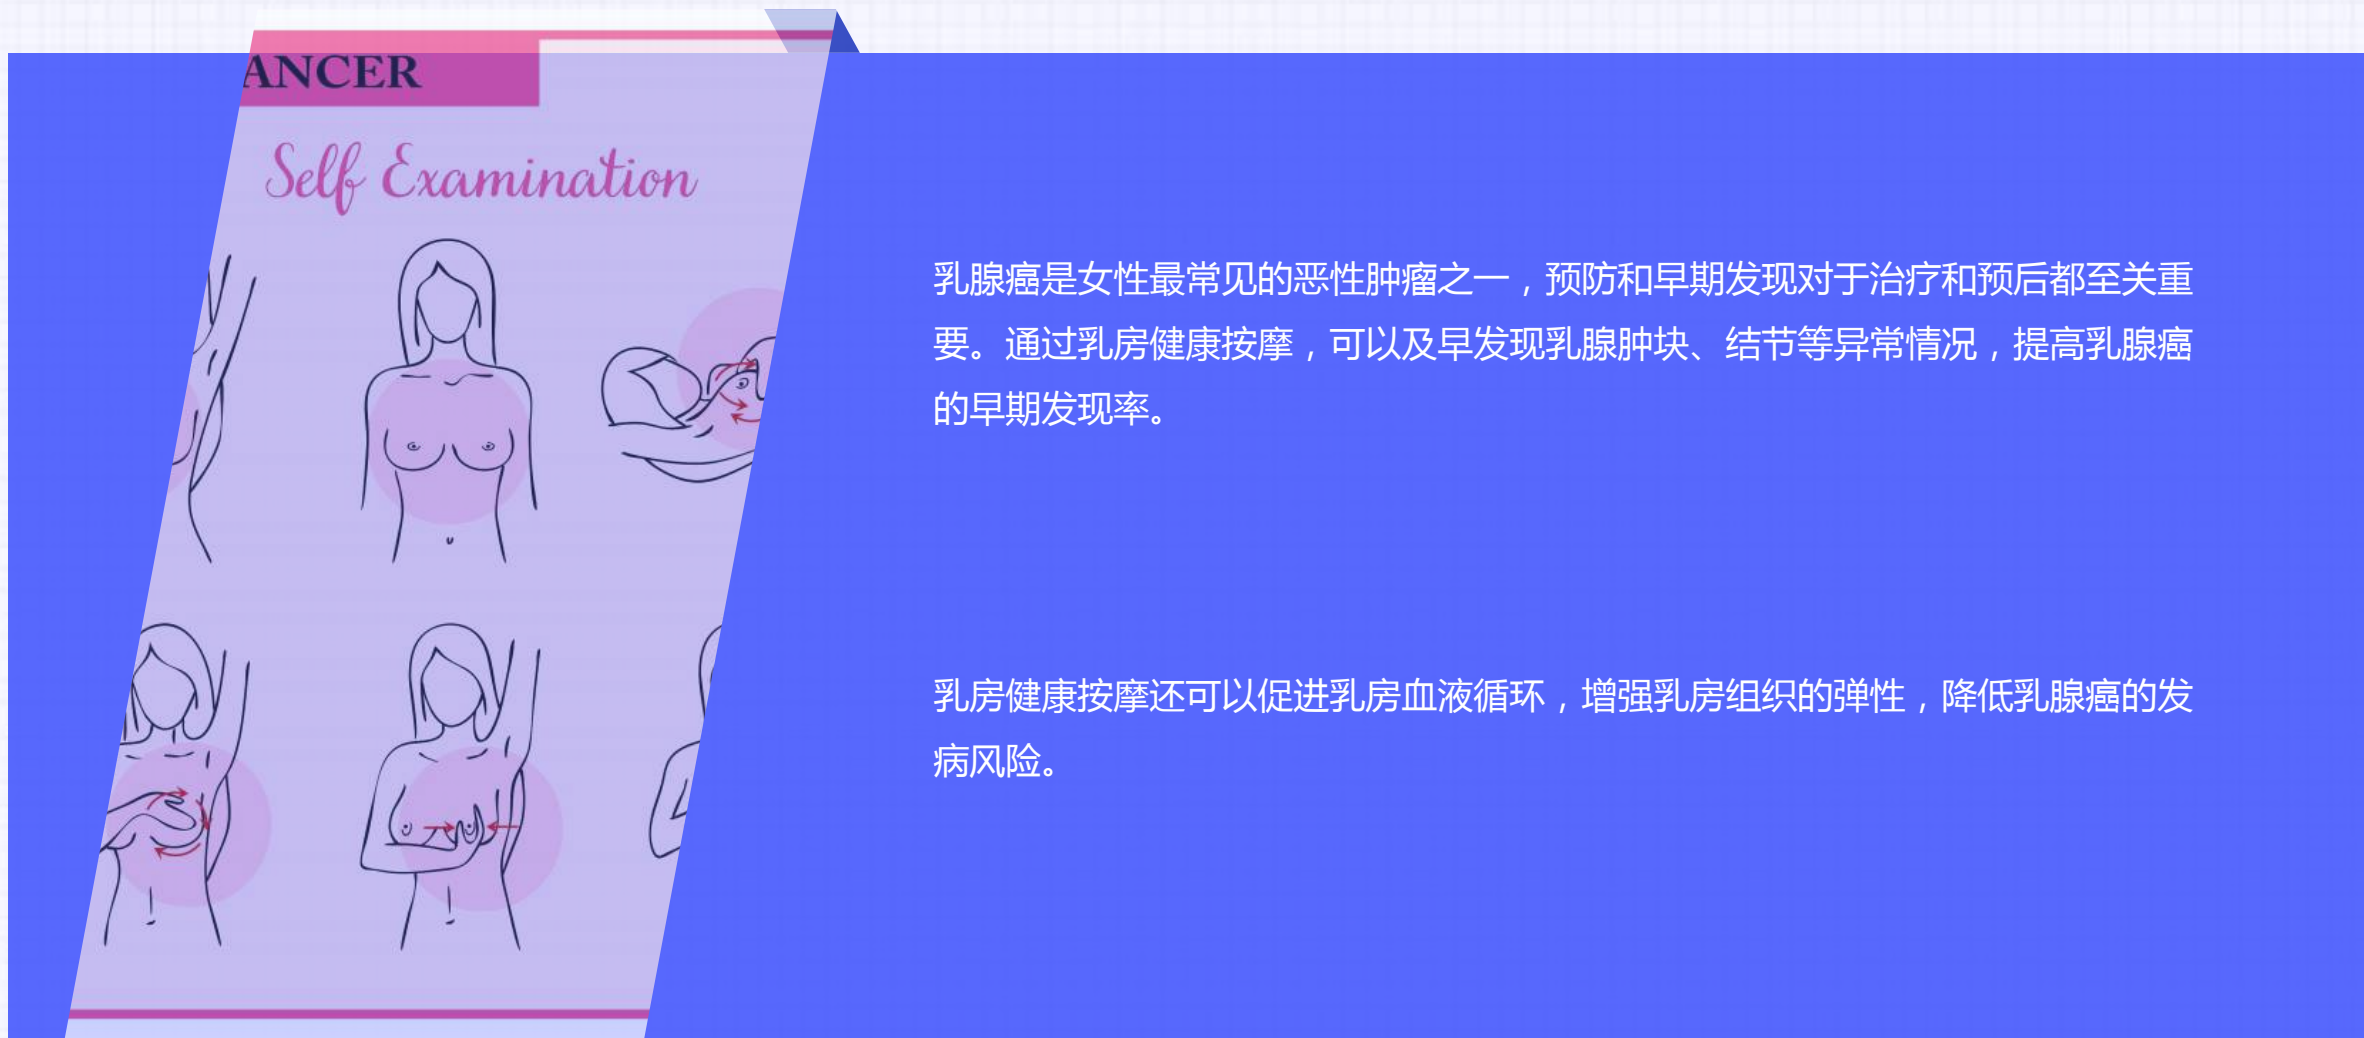 ANCER
Self Examination
乳腺癌是女性最常见的恶性肿瘤之一，预防和早期发现对于治疗和预后都至关重
要。通过乳房健康按摩，可以及早发现乳腺肿块、结节等异常情况，提高乳腺癌
的早期发现率。
乳房健康按摩还可以促进乳房血液循环，增强乳房组织的弹性，降低乳腺癌的发
病风险。